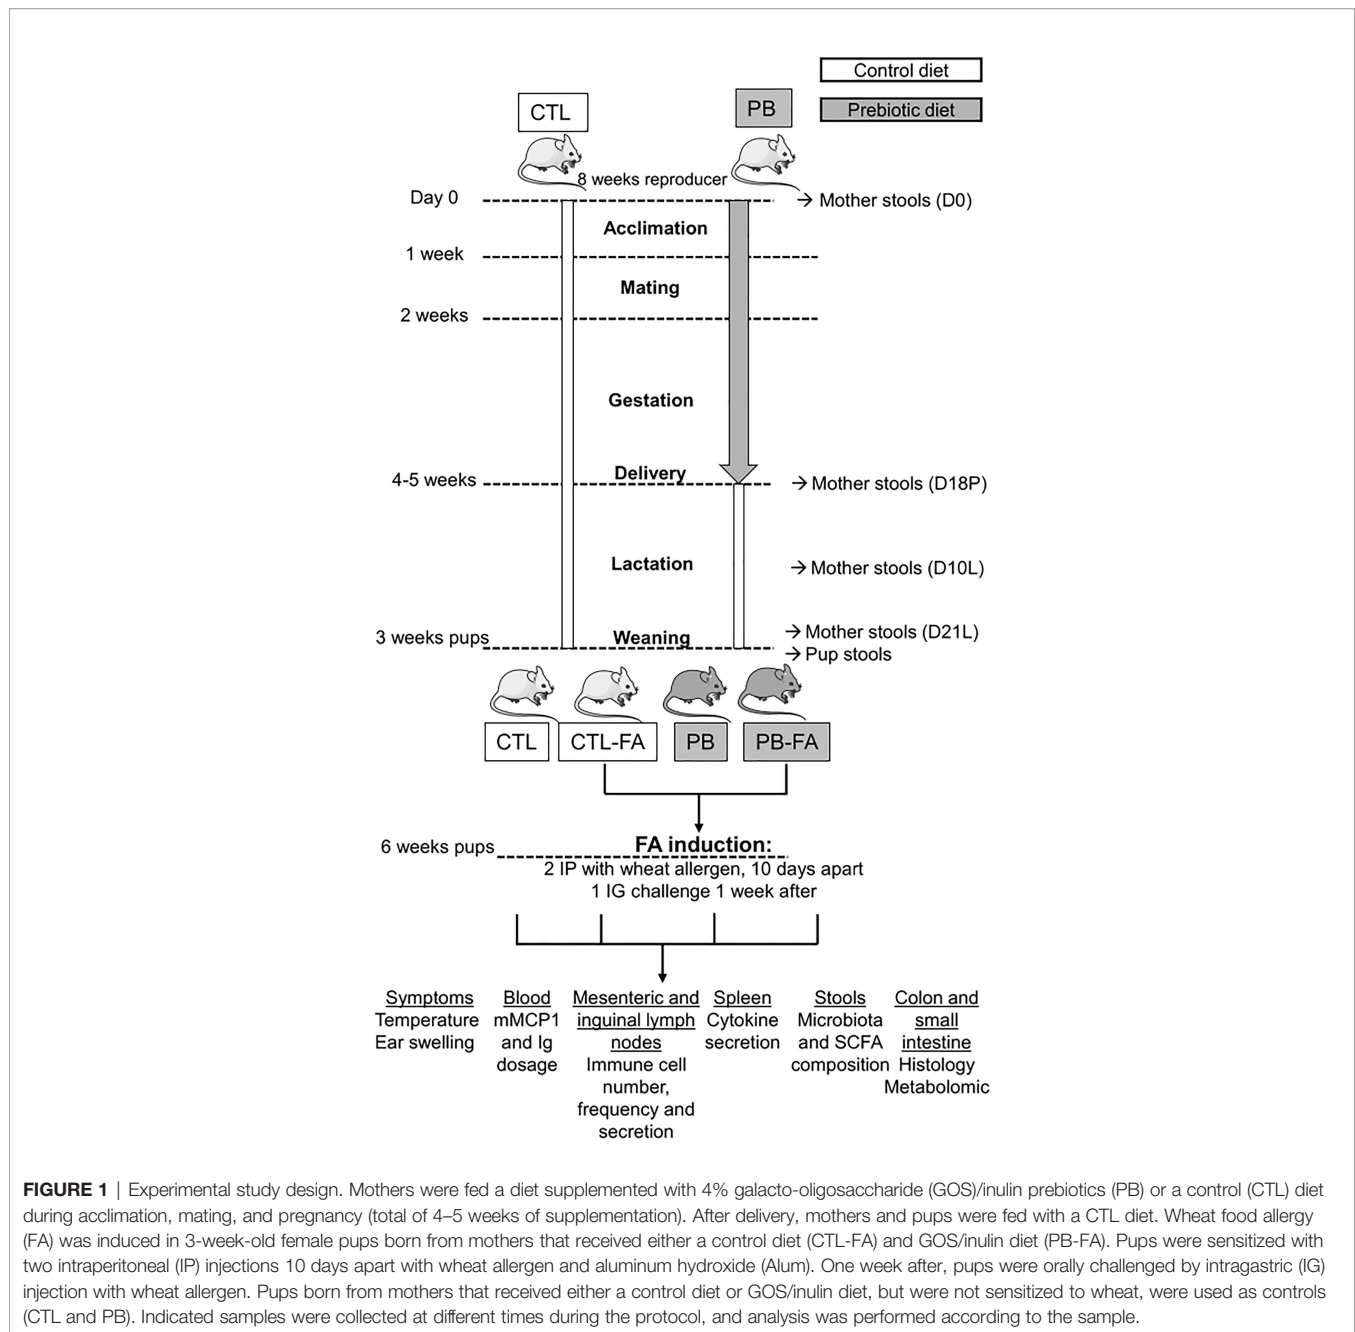 Control diet
CTL
PB
Prebiotic diet
8 weeks reproducer
Day 0
→ Mother stools (D0)
Acclimation
1 week
Mating
2 weeks
Gestation
Delivery
4-5 weeks
→ Mother stools (D18P)
Lactation
→ Mother stools (D10L)
3 weeks pups
Weaning
→ Mother stools (D21L)
→ Pup stools
CTL
CTL-FA
PB
PB-FA
6 weeks pups
FA induction:
2 IP with wheat allergen, 10 days apart
1 IG challenge 1 week after
Symptoms
Temperature
Ear swelling
Blood
mMCP1
and Ig
dosage
Mesenteric and
inguinal lymph
nodes
Immune cell
number,
frequency and
secretion
Spleen
Cytokine
secretion
Stools
Microbiota
and SCFA
composition
Colon and
small
intestine
Histology
Metabolomic
FIGURE 1 | Experimental study design. Mothers were fed a diet supplemented with 4% galacto-oligosaccharide (GOS)/inulin prebiotics (PB) or a control (CTL) diet
during acclimation, mating, and pregnancy (total of 4–5 weeks of supplementation). After delivery, mothers and pups were fed with a CTL diet. Wheat food allergy
(FA) was induced in 3-week-old female pups born from mothers that received either a control diet (CTL-FA) and GOS/inulin diet (PB-FA). Pups were sensitized with
two intraperitoneal (IP) injections 10 days apart with wheat allergen and aluminum hydroxide (Alum). One week after, pups were orally challenged by intragastric (IG)
injection with wheat allergen. Pups born from mothers that received either a control diet or GOS/inulin diet, but were not sensitized to wheat, were used as controls
(CTL and PB). Indicated samples were collected at different times during the protocol, and analysis was performed according to the sample.